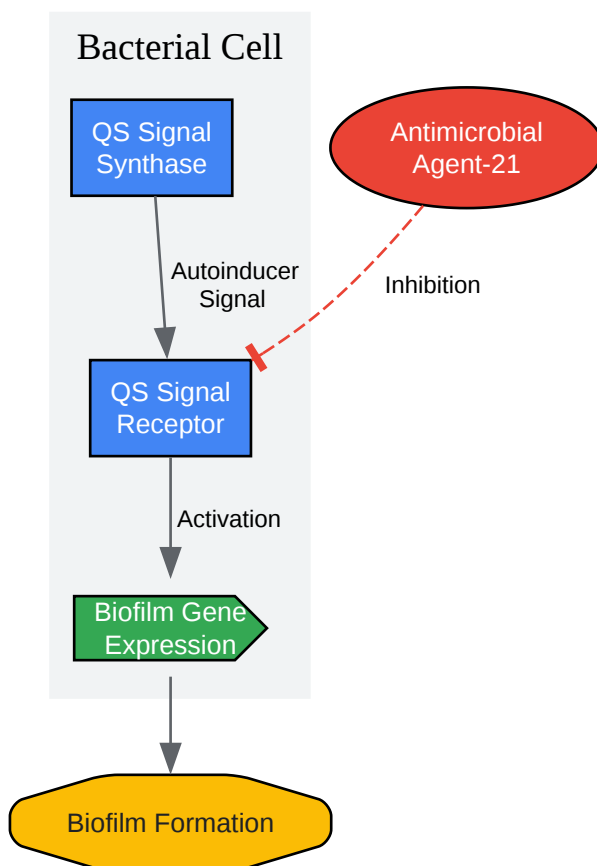 Bacterial Cell
QS Signal
Synthase
Antimicrobial
Agent-21
Autoinducer
Signal
Inhibition
QS Signal
Receptor
Activation
Biofilm Gene
Expression
Biofilm Formation